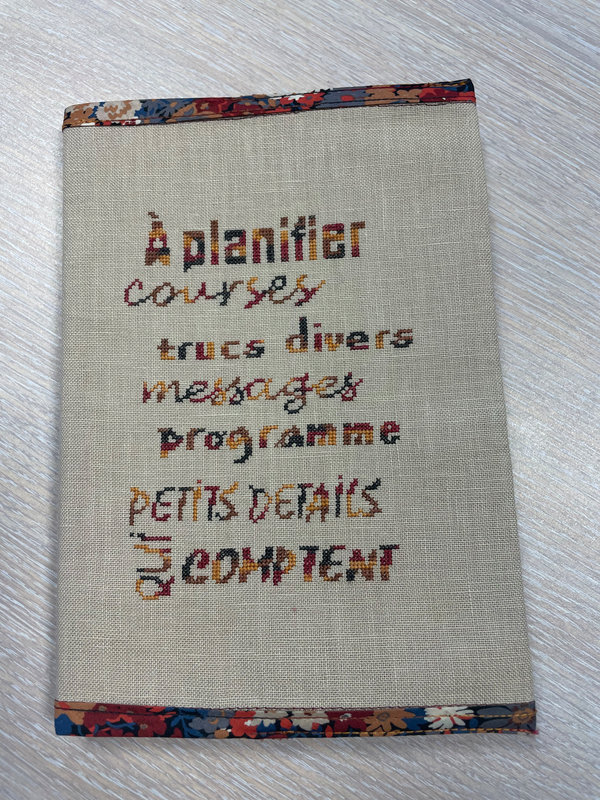 À planifier
courses
trucs divers
messages
programme
PETITS DETAILS
QUI COMPTENT